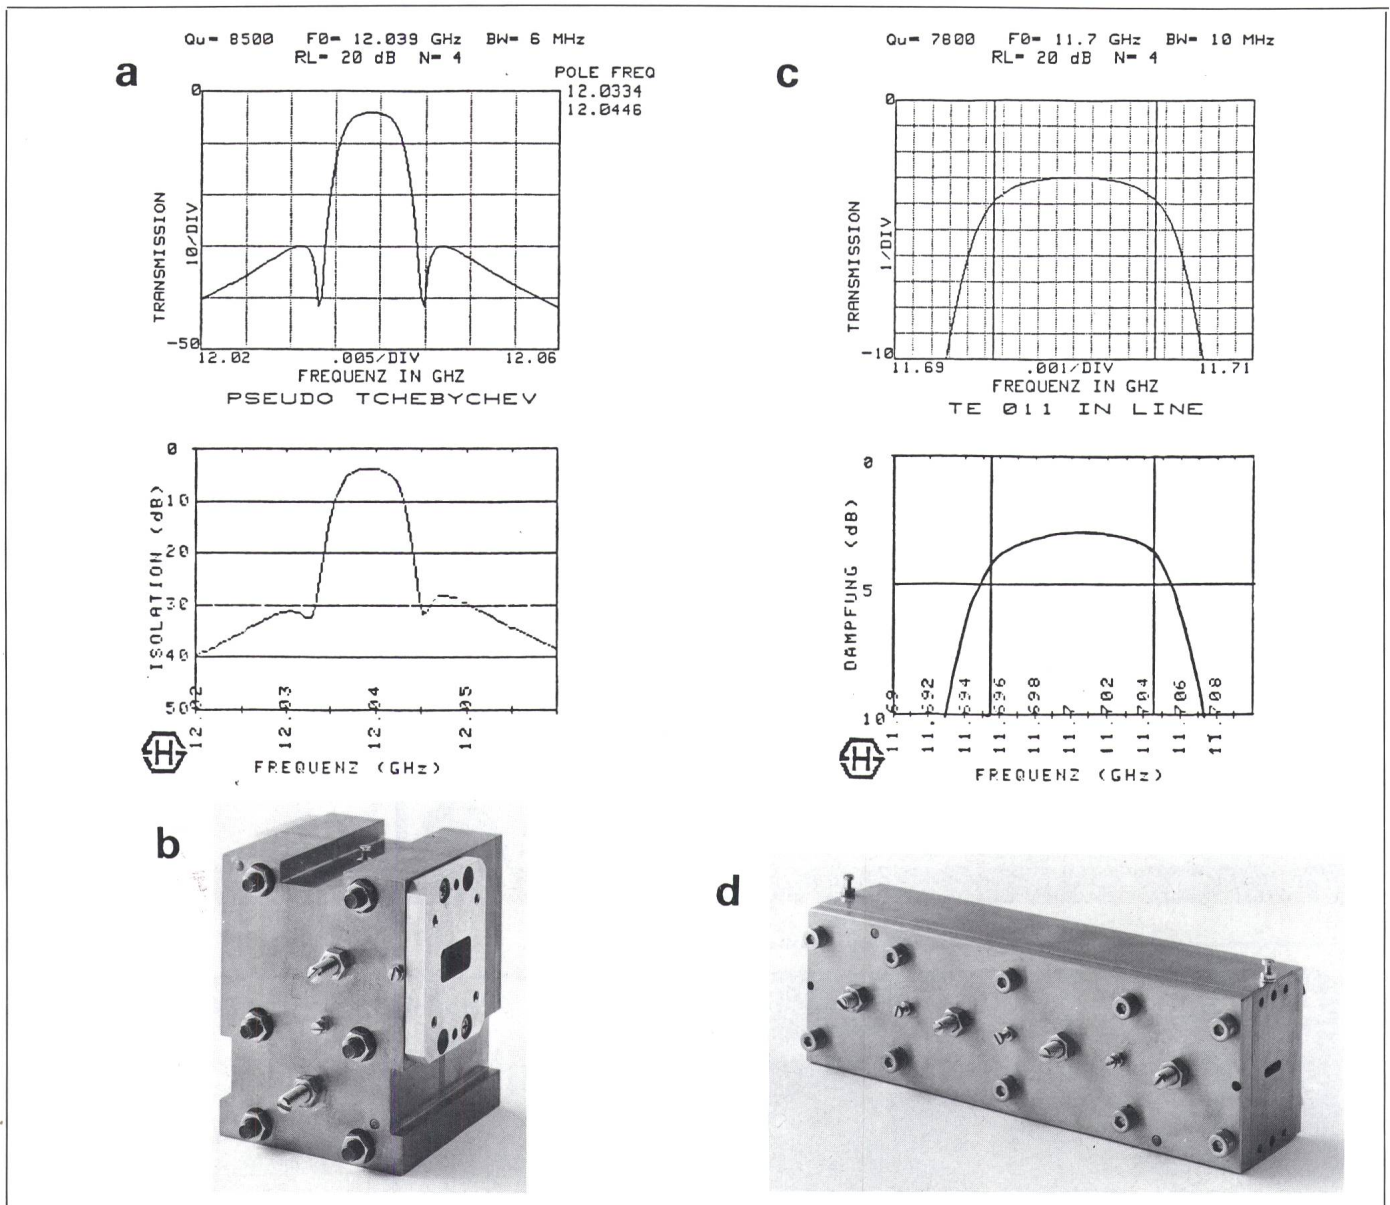 a
Qu= 8500 F0= 12.039 GHz BW= 6 MHz
RL= 20 dB N= 4
POLE FREQ
12.0334
12.0446
0
TRANSMISSION
10/DIV
-50
12.02 .005/DIV 12.06
FREQUENZ IN GHZ
PSEUDO TCHEBYCHEV
0
10
20
30
40
50
ISOLATION (dB)
12.02 12.03 12.04 12.05
H
FREQUENZ (GHz)
b
c
Qu= 7800 F0= 11.7 GHz BW= 10 MHz
RL= 20 dB N= 4
0
TRANSMISSION
1/DIV
-10
11.69 .001/DIV 11.71
FREQUENZ IN GHZ
TE 011 IN LINE
0
5
10
DAMPFUNG (dB)
11.69 11.692 11.694 11.696 11.698 11.7 11.702 11.704 11.706 11.708
H
FREQUENZ (GHz)
d